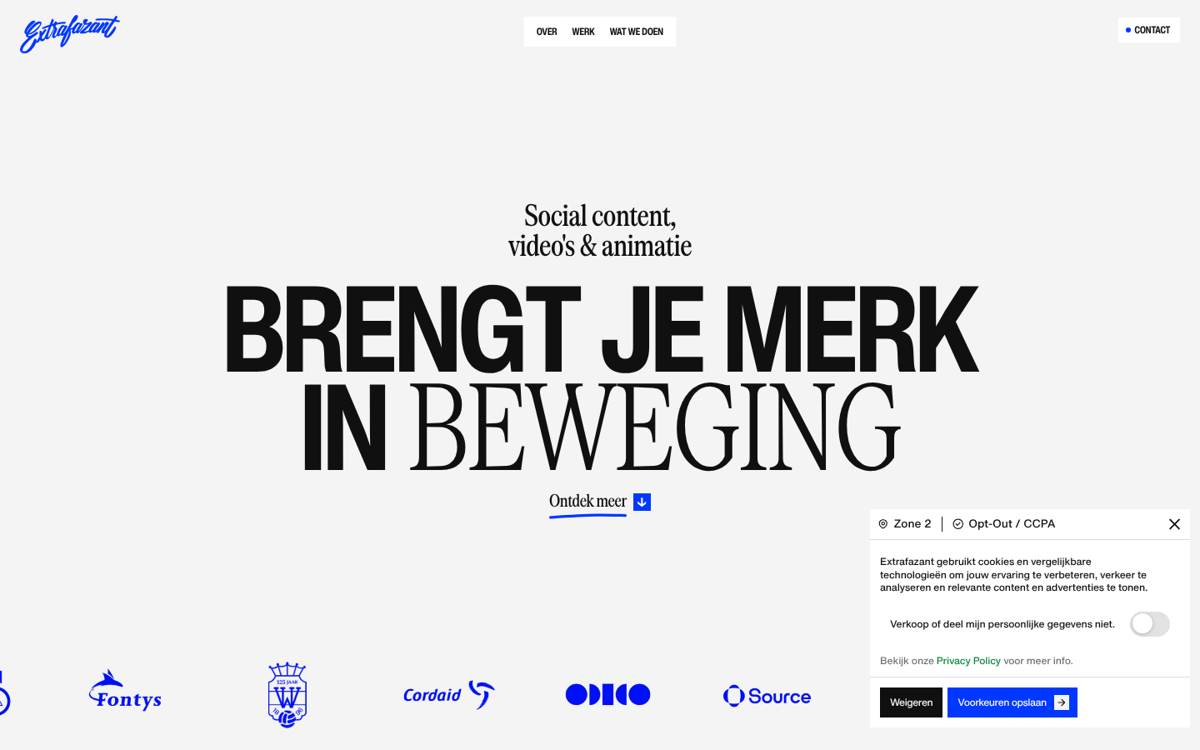 Extrafazant
OVER WERK WAT WE DOEN
CONTACT
Social content,
video's & animatie
BRENGT JE MERK
IN BEWEGING
Ontdek meer
Zone 2 Opt-Out / CCPA
Extrafazant gebruikt cookies en vergelijkbare
technologieën om jouw ervaring te verbeteren, verkeer te
analyseren en relevante content en advertenties te tonen.
Verkoop of deel mijn persoonlijke gegevens niet.
Bekijk onze Privacy Policy voor meer info.
Weigeren Voorkeuren opslaan
Fontys
125 JAAR
W
Cordaid
ODICO
Source